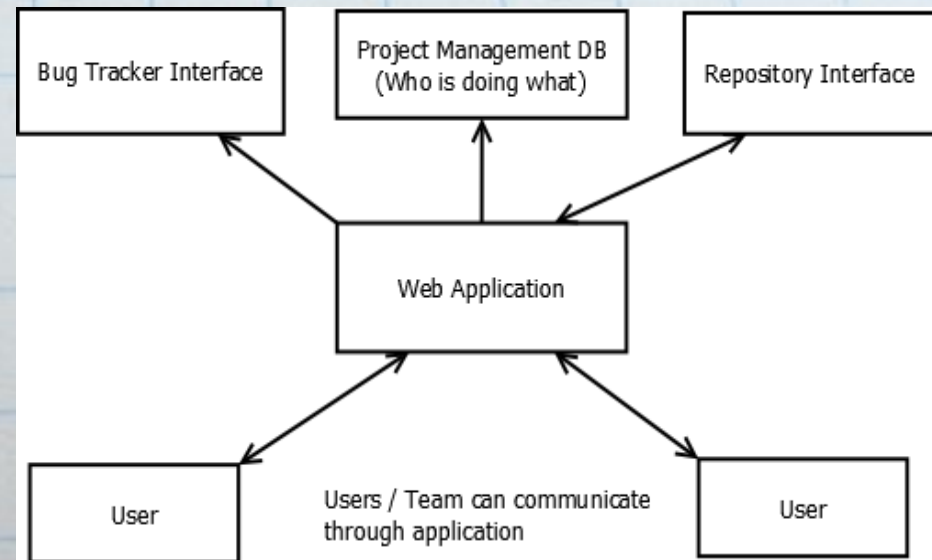 Bug Tracker Interface
Project Management DB
(Who is doing what)
Repository Interface
Web Application
User
Users / Team can communicate
through application
User